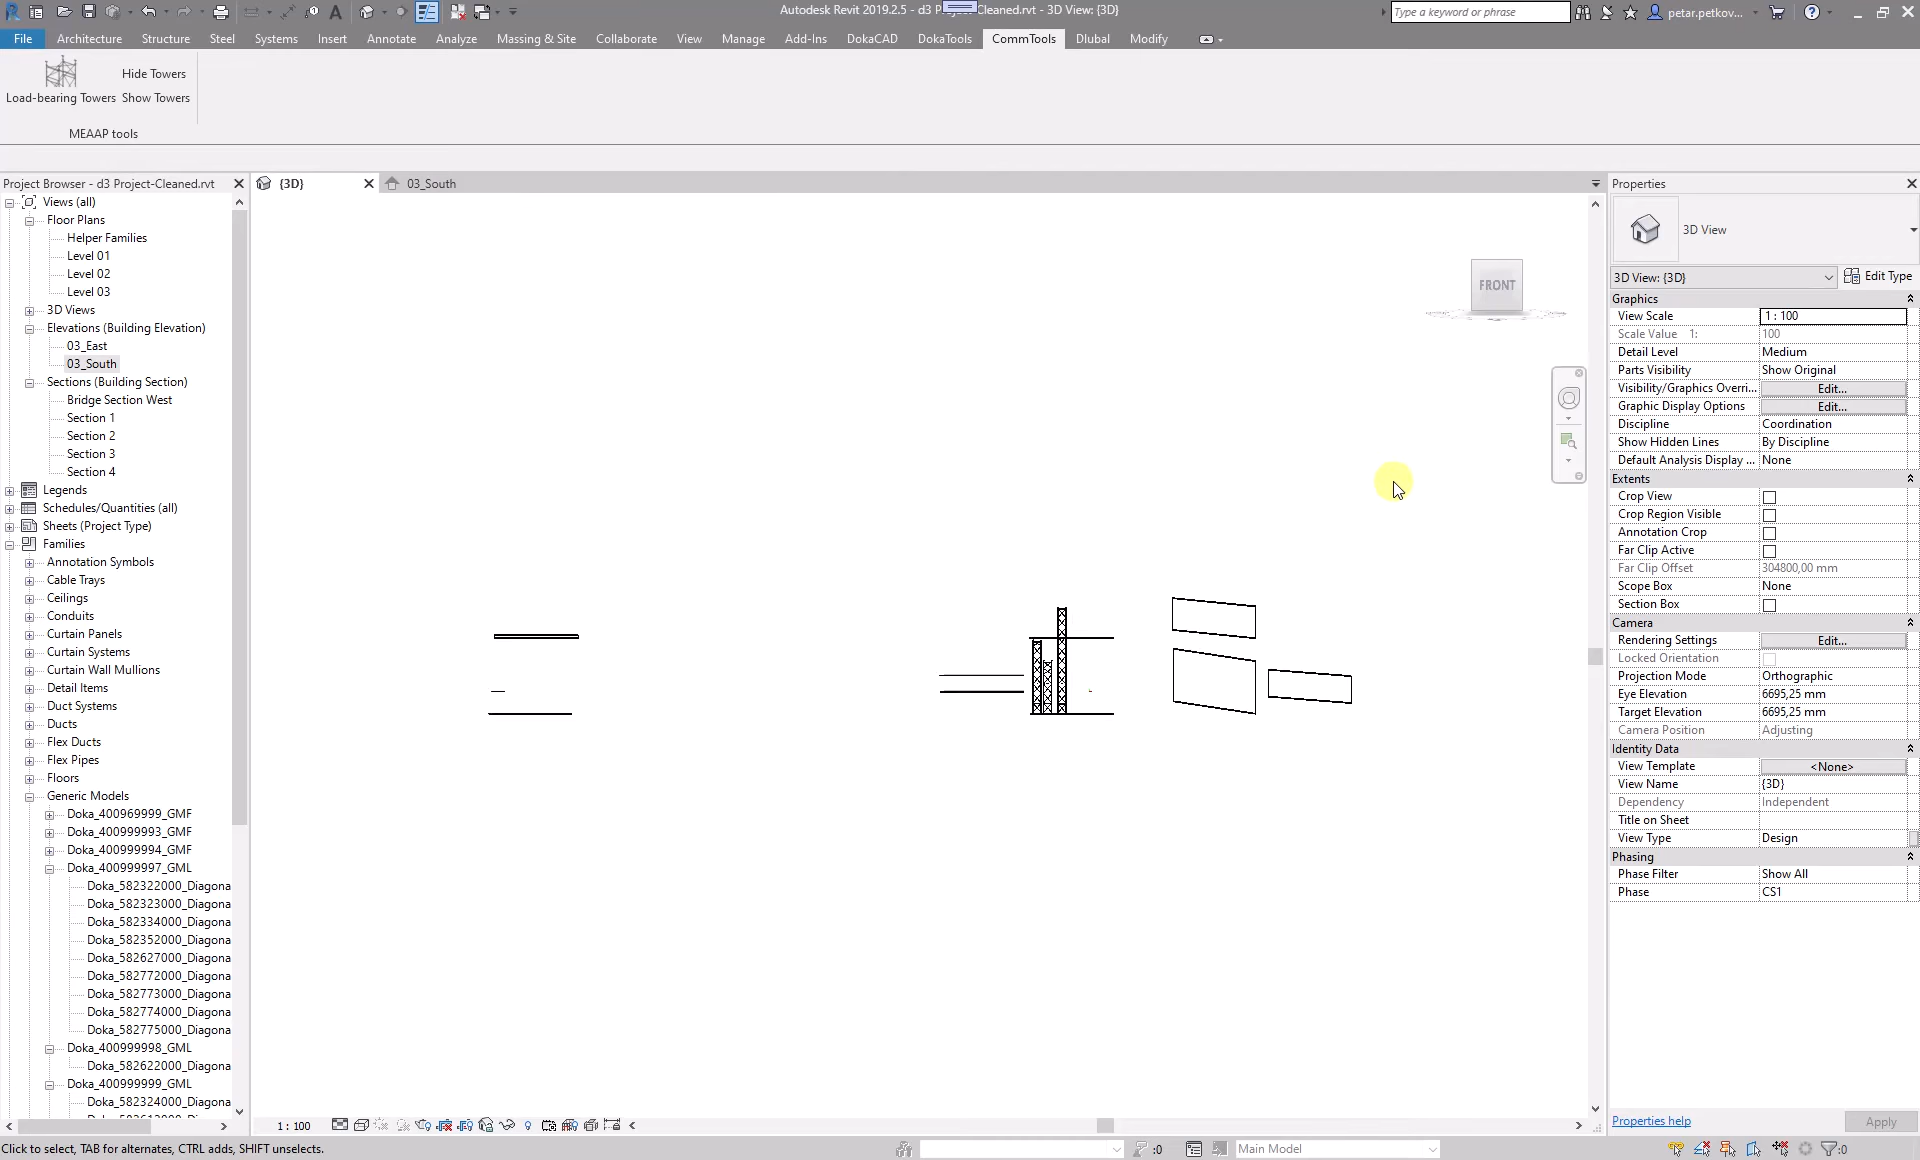 Autodesk Revit 2019.2.5 - d3 P Cleaned.rvt - 3D View: {3D}
Type a keyword or phrase
petar.petkov...
File Architecture Structure Steel Systems Insert Annotate Analyze Massing & Site Collaborate View Manage Add-Ins DokaCAD DokaTools CommTools Dlubal Modify
Hide Towers
Load-bearing Towers Show Towers
MEAAP tools
Project Browser - d3 Project-Cleaned.rvt
{3D}
03_South
Views (all)
Floor Plans
Helper Families
Level 01
Level 02
Level 03
3D Views
Elevations (Building Elevation)
03_East
03_South
Sections (Building Section)
Bridge Section West
Section 1
Section 2
Section 3
Section 4
Legends
Schedules/Quantities (all)
Sheets (Project Type)
Families
Annotation Symbols
Cable Trays
Ceilings
Conduits
Curtain Panels
Curtain Systems
Curtain Wall Mullions
Detail Items
Duct Systems
Ducts
Flex Ducts
Flex Pipes
Floors
Generic Models
Doka_400969999_GMF
Doka_400999993_GMF
Doka_400999994_GMF
Doka_400999997_GML
Doka_582322000_Diagona
Doka_582323000_Diagona
Doka_582334000_Diagona
Doka_582352000_Diagona
Doka_582627000_Diagona
Doka_582772000_Diagona
Doka_582773000_Diagona
Doka_582774000_Diagona
Doka_582775000_Diagona
Doka_400999998_GML
Doka_582622000_Diagona
Doka_400999999_GML
Doka_582324000_Diagona
FRONT
Properties
3D View
3D View: {3D} Edit Type
Graphics
View Scale 1 : 100
Scale Value 1: 100
Detail Level Medium
Parts Visibility Show Original
Visibility/Graphics Overri... Edit...
Graphic Display Options Edit...
Discipline Coordination
Show Hidden Lines By Discipline
Default Analysis Display ... None
Extents
Crop View
Crop Region Visible
Annotation Crop
Far Clip Active
Far Clip Offset 304800,00 mm
Scope Box None
Section Box
Camera
Rendering Settings Edit...
Locked Orientation
Projection Mode Orthographic
Eye Elevation 6695,25 mm
Target Elevation 6695,25 mm
Camera Position Adjusting
Identity Data
View Template <None>
View Name {3D}
Dependency Independent
Title on Sheet
View Type Design
Phasing
Phase Filter Show All
Phase CS1
Properties help Apply
1 : 100
Click to select, TAB for alternates, CTRL adds, SHIFT unselects.
:0
Main Model
:0